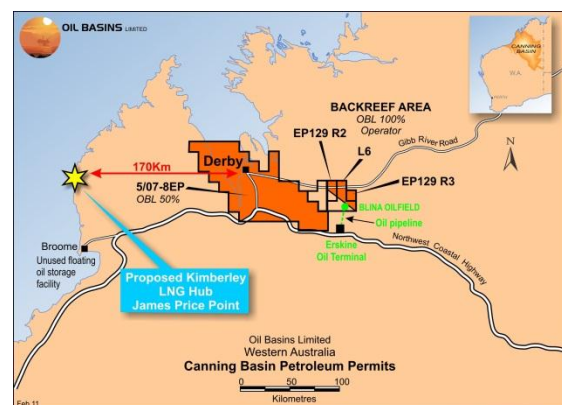 OIL BASINS LIMITED
CANNING
BASIN
W.A.
BACKREEF AREA
OBL 100%
Operator
EP129 R2
L6
Gibb River Road
N
170Km
Derby
EP129 R3
5/07-8EP
OBL 50%
BLINA OILFIELD
Oil pipeline
Erskine
Oil Terminal
Northwest Coastal
Highway
Broome
Unused floating
oil storage
facility
Proposed Kimberley
LNG Hub
James Price Point
Oil Basins Limited
Western Australia
Canning Basin Petroleum Permits
0 50 100
Kilometres
Feb 11